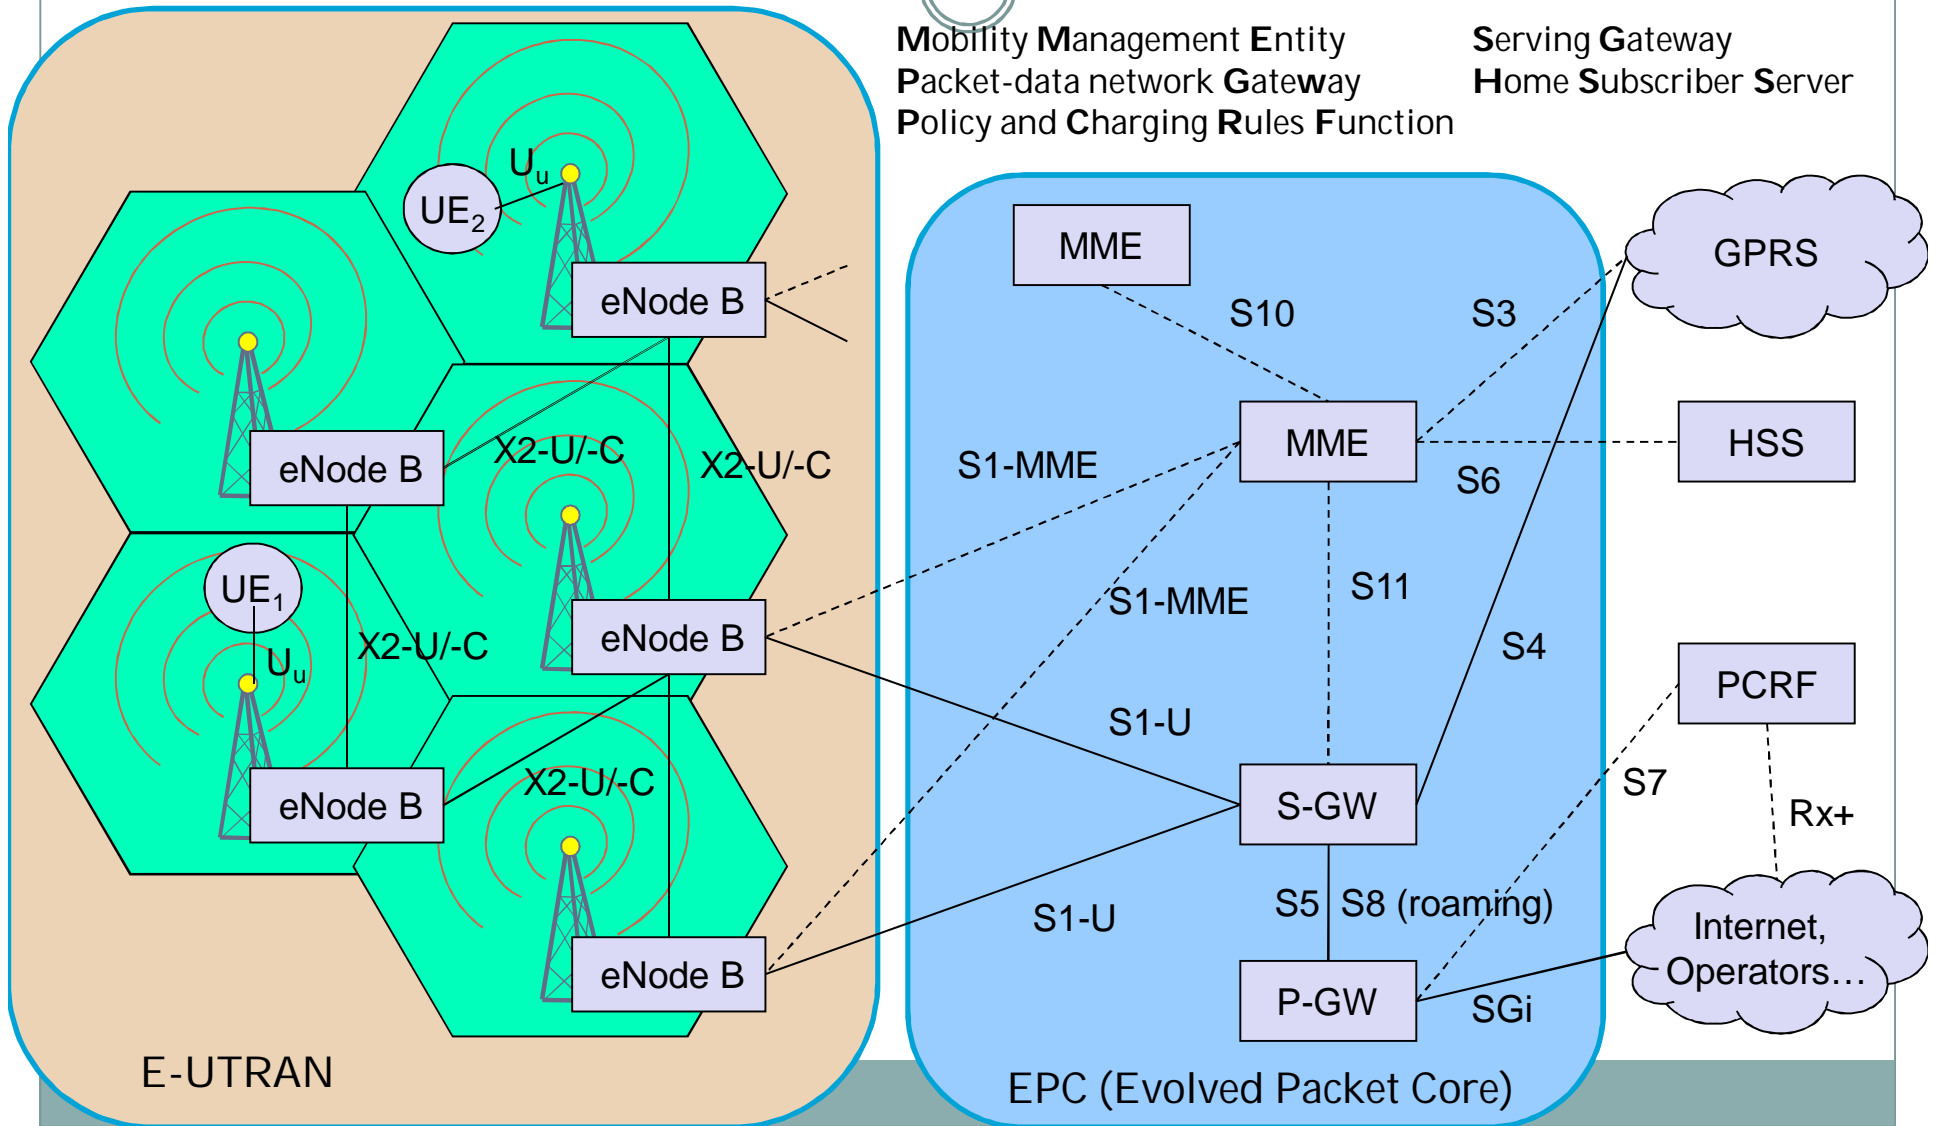 Mobility Management Entity
Packet-data network Gateway
Policy and Charging Rules Function
Serving Gateway
Home Subscriber Server
UE2
Uu
eNode B
MME
GPRS
S10
S3
eNode B
X2-U/-C
X2-U/-C
S1-MME
MME
S6
HSS
UE1
Uu
X2-U/-C
eNode B
S1-MME
S11
S4
PCRF
S1-U
S7
eNode B
X2-U/-C
S-GW
Rx+
S1-U
S5
S8 (roaming)
Internet,
Operators...
eNode B
P-GW
SGi
E-UTRAN
EPC (Evolved Packet Core)